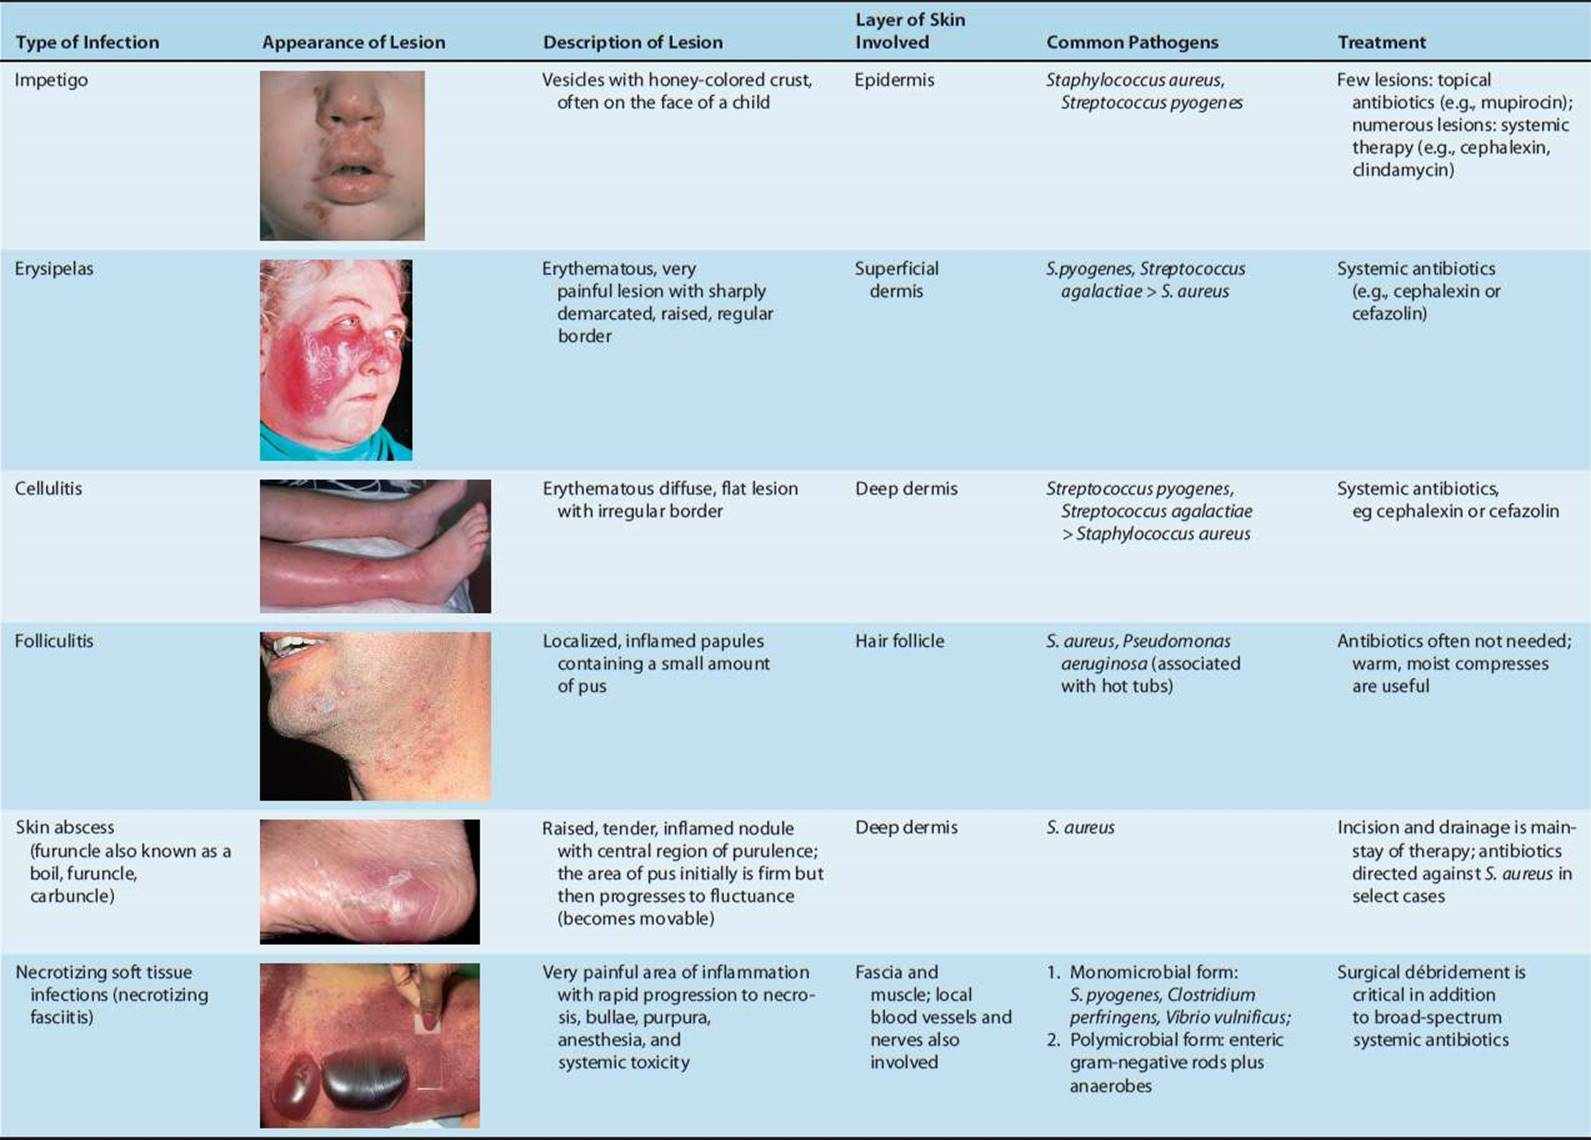 Type of Infection
Appearance of Lesion
Description of Lesion
Layer of Skin
Involved
Common Pathogens
Treatment
Impetigo
Vesicles with honey-colored crust,
often on the face of a child
Epidermis
Staphylococcus aureus,
Streptococcus pyogenes
Few lesions: topical
antibiotics (e.g., mupirocin);
numerous lesions: systemic
therapy (e.g., cephalexin,
clindamycin)
Erysipelas
Erythematous, very
painful lesion with sharply
demarcated, raised, regular
border
Superficial
dermis
S.pyogenes, Streptococcus
agalactiae > S. aureus
Systemic antibiotics
(e.g., cephalexin or
cefazolin)
Cellulitis
Erythematous diffuse, flat lesion
with irregular border
Deep dermis
Streptococcus pyogenes,
Streptococcus agalactiae
> Staphylococcus aureus
Systemic antibiotics,
eg cephalexin or cefazolin
Folliculitis
Localized, inflamed papules
containing a small amount
of pus
Hair follicle
S. aureus, Pseudomonas
aeruginosa (associated
with hot tubs)
Antibiotics often not needed;
warm, moist compresses
are useful
Skin abscess
(furuncle also known as a
boil, furuncle,
carbuncle)
Raised, tender, inflamed nodule
with central region of purulence;
the area of pus initially is firm but
then progresses to fluctuance
(becomes movable)
Deep dermis
S. aureus
Incision and drainage is main-
stay of therapy; antibiotics
directed against S. aureus in
select cases
Necrotizing soft tissue
infections (necrotizing
fasciitis)
Very painful area of inflammation
with rapid progression to necro-
sis, bullae, purpura,
anesthesia, and
systemic toxicity
Fascia and
muscle; local
blood vessels and
nerves also
involved
1. Monomicrobial form:
S. pyogenes, Clostridium
perfringens, Vibrio vulnificus;
2. Polymicrobial form: enteric
gram-negative rods plus
anaerobes
Surgical débridement is
critical in addition
to broad-spectrum
systemic antibiotics